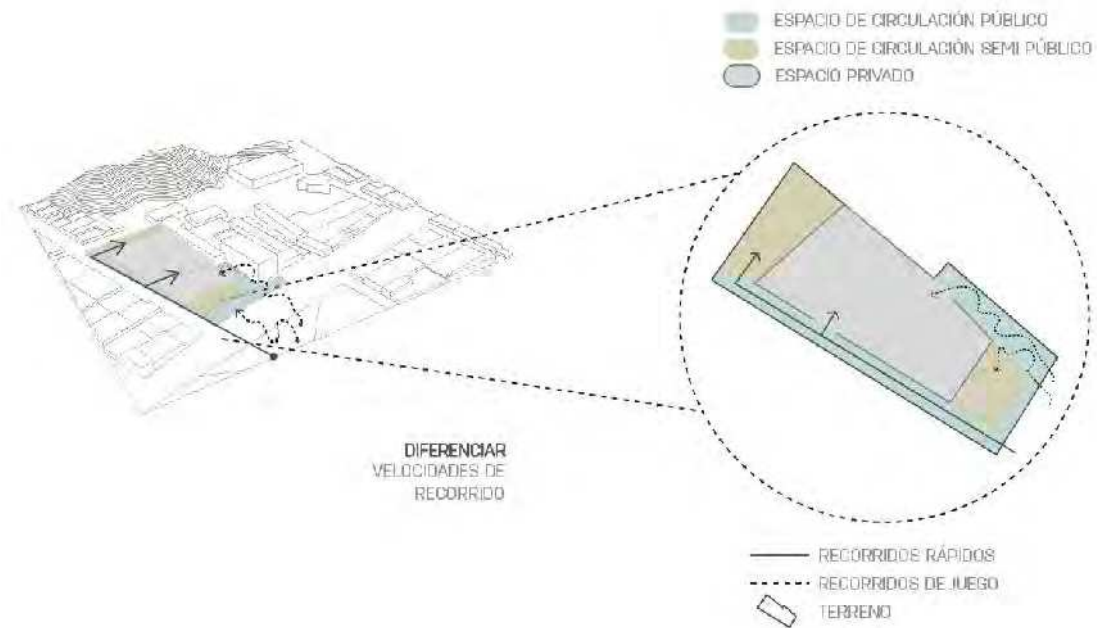 ESPACIO DE CIRCULACIÓN PÚBLICO
ESPACIO DE CIRCULACIÓN SEMI PÚBLICO
ESPACIO PRIVADO
DIFERENCIAR
VELOCIDADES DE
RECORRIDO
RECORRIDOS RÁPIDOS
RECORRIDOS DE JUEGO
TERRENO